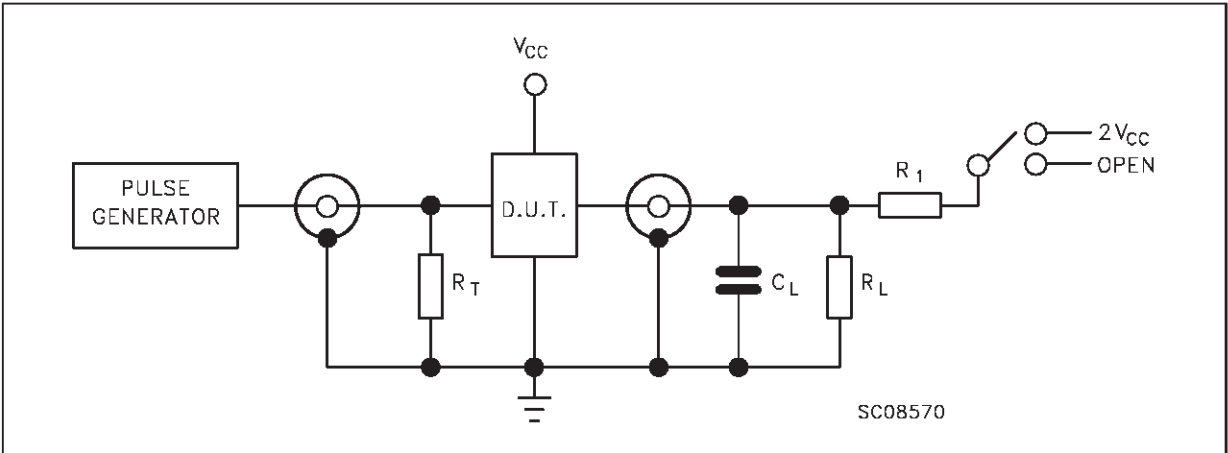 VCC
2VCC
OPEN
R1
PULSE
GENERATOR
D.U.T.
RT
CL
RL
SC08570